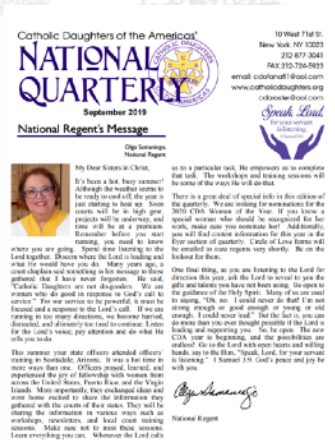 Catholic Daughters of the Americas®
NATIONAL
QUARTERLY
September 2019
National Regent's Message
10 West 71st St.
New York, NY 10023
212-877-3041
FAX 212-724-5923
email: cdofanatl1@aol.com
www.catholicdaughters.org
cdaroster@aol.com
Speak, Lord,
for your servant
is listening.
CATHOLIC DAUGHTERS
OF THE AMERICAS
Olga Samaniego,
National Regent
My Dear Sisters in Christ,
It's been a hot, busy summer!
Although the weather seems to
be ready to cool off, the year is
just starting to heat up. Soon
courts will be in high gear,
projects will be underway, and
time will be at a premium.
Remember before you start
running, you need to know
where you are going. Spend time listening to the
Lord together. Discern where the Lord is leading and
what He would have you do. Many years ago, a
court chaplain said something in his message to those
gathered that I have never forgotten. He said,
"Catholic Daughters are not do-gooders. We are
women who do good in response to God's call to
service." For our service to be powerful, it must be
focused and a response to the Lord's call. If we are
running in too many directions, we become harried,
distracted, and ultimately too tired to continue. Listen
for the Lord's voice; pay attention and do what He
tells you to do.
This summer your state officers attended officers'
training in Scottsdale, Arizona. It was a fun time in
more ways than one. Officers prayed, learned, and
experienced the joy of fellowship with women from
across the United States, Puerto Rico, and the Virgin
Islands. More importantly, they exchanged ideas and
went home excited to share the information they
gathered with the courts of their states. They will be
sharing the information in various ways such as
workshops, newsletters, and local court training
sessions. Make sure not to miss these sessions.
Learn everything you can. Whenever the Lord calls
us to a particular task, He empowers us to complete
that task. The workshops and training sessions will
be some of the ways He will do that.
There is a great deal of special info in this edition of
the quarterly. We are looking for nominations for the
2020 CDA Woman of the Year. If you know a
special woman who should be recognized for her
work, make sure you nominate her! Additionally,
you will find contest information for this year in the
flyer section of quarterly. Circle of Love forms will
be emailed to state regents very shortly. Be on the
lookout for them.
One final thing, as you are listening to the Lord for
direction this year, ask the Lord to reveal to you the
gifts and talents you have not been using. Be open to
the guidance of the Holy Spirit. Many of us are used
to saying, "Oh, no. I could never do that! I'm not
strong enough or good enough or young or old
enough. I could never lead." But the fact is, you can
do more than you ever thought possible if the Lord is
leading and supporting you. So, be open. The new
CDA year is beginning, and the possibilities are
endless! Go to the Lord with open hearts and willing
hands, say to the Him, "Speak, Lord, for your servant
is listening." 1 Samuel 3:9. God's peace and joy be
with you.
Olga Samaniego
National Regent